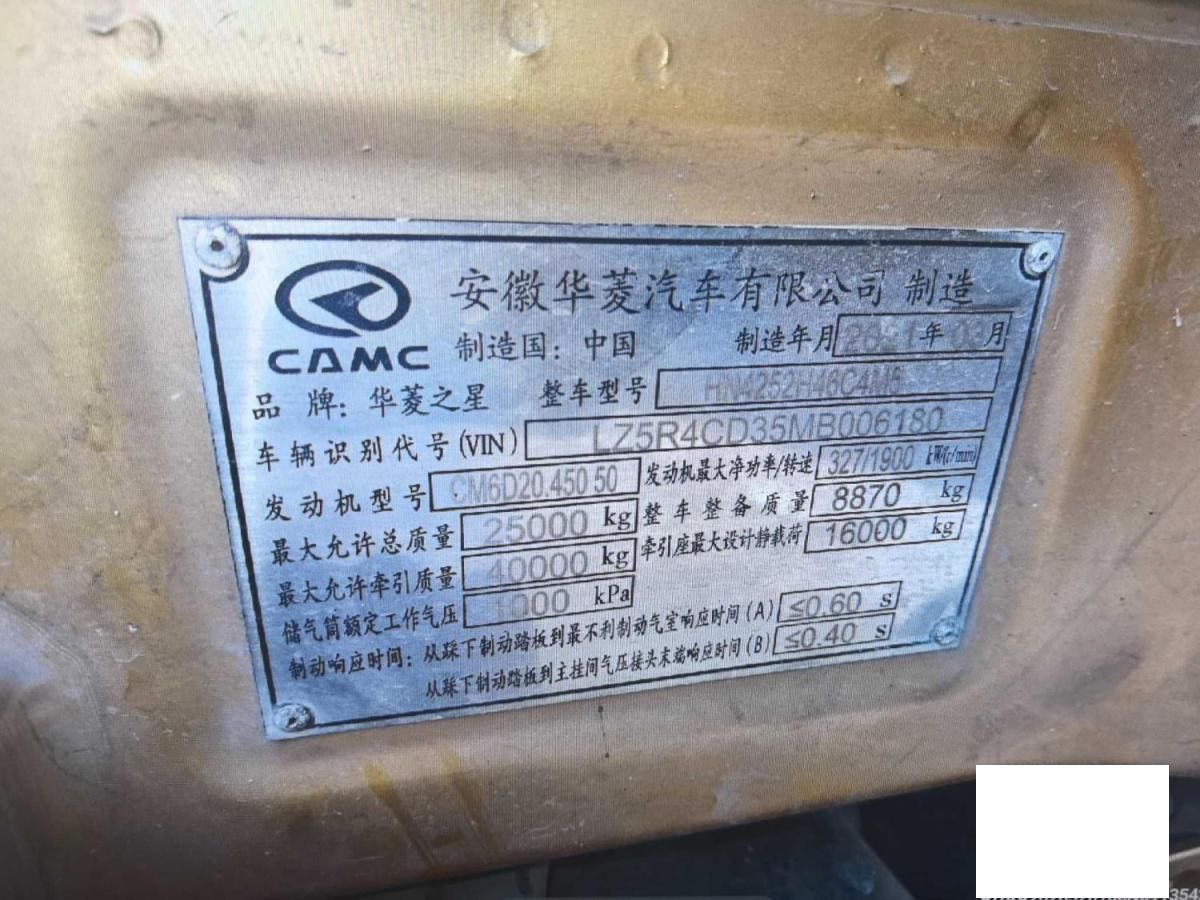 安徽华菱汽车有限公司 制造
CAMC
制造国：中国 制造年月 2021年 03月
品 牌：华菱之星 整车型号 HN4252H46C4M5
车辆识别代号(VIN) LZ5R4CD35MB006180
发动机型号 CM6D20.450 50 发动机最大净功率/转速 327/1900 kW/(r/min)
最大允许总质量 25000 kg 整车整备质量 8870 kg
最大允许牵引质量 40000 kg 牵引座最大设计静载荷 16000 kg
储气筒额定工作气压 1000 kPa
制动响应时间：从踩下制动踏板到最不利制动气室响应时间(A) ≤0.60 s
从踩下制动踏板到主挂间气压接头末端响应时间(B) ≤0.40 s